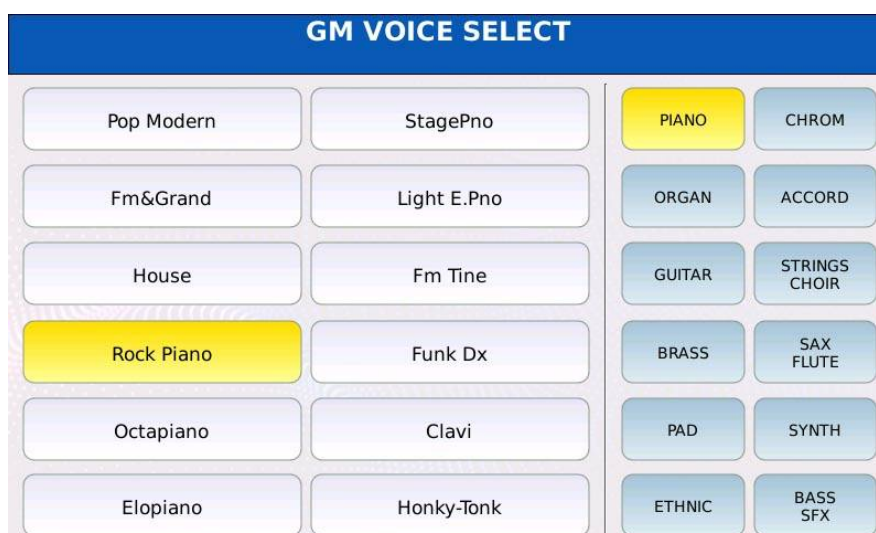 GM VOICE SELECT
Pop Modern
StagePno
PIANO
CHROM
Fm&Grand
Light E.Pno
ORGAN
ACCORD
House
Fm Tine
GUITAR
STRINGS
CHOIR
Rock Piano
Funk Dx
BRASS
SAX
FLUTE
Octapiano
Clavi
PAD
SYNTH
Elopiano
Honky-Tonk
ETHNIC
BASS
SFX